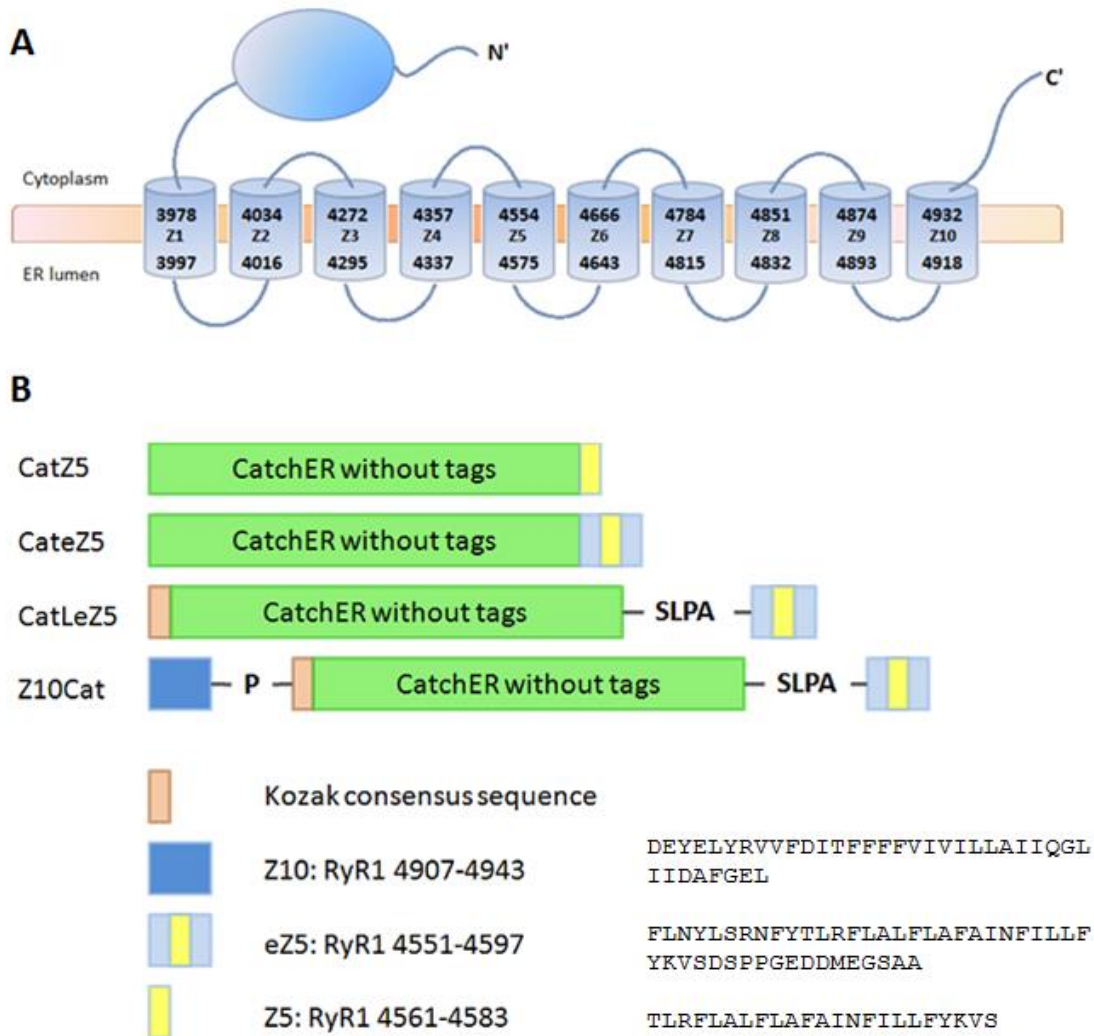 A
N'
C'
Cytoplasm
3978 4034 4272 4357 4554 4666 4784 4851 4874 4932
Z1 Z2 Z3 Z4 Z5 Z6 Z7 Z8 Z9 Z10
ER lumen
3997 4016 4295 4337 4575 4643 4815 4832 4893 4918
B
CatZ5 CatchER without tags
CateZ5 CatchER without tags
CatLeZ5 CatchER without tags SLPA
Z10Cat P CatchER without tags SLPA
Kozak consensus sequence
Z10: RyR1 4907-4943
DEYELYRVVFDITFFFFVIVILLAIIQGL
IIDAFGEL
eZ5: RyR1 4551-4597
FLNYLSRNFYTLRFLALFLAFAINFILLF
YKVSDSPPGEDDMEGSAA
Z5: RyR1 4561-4583
TLRFLALFLAFAINFILLFYKVS